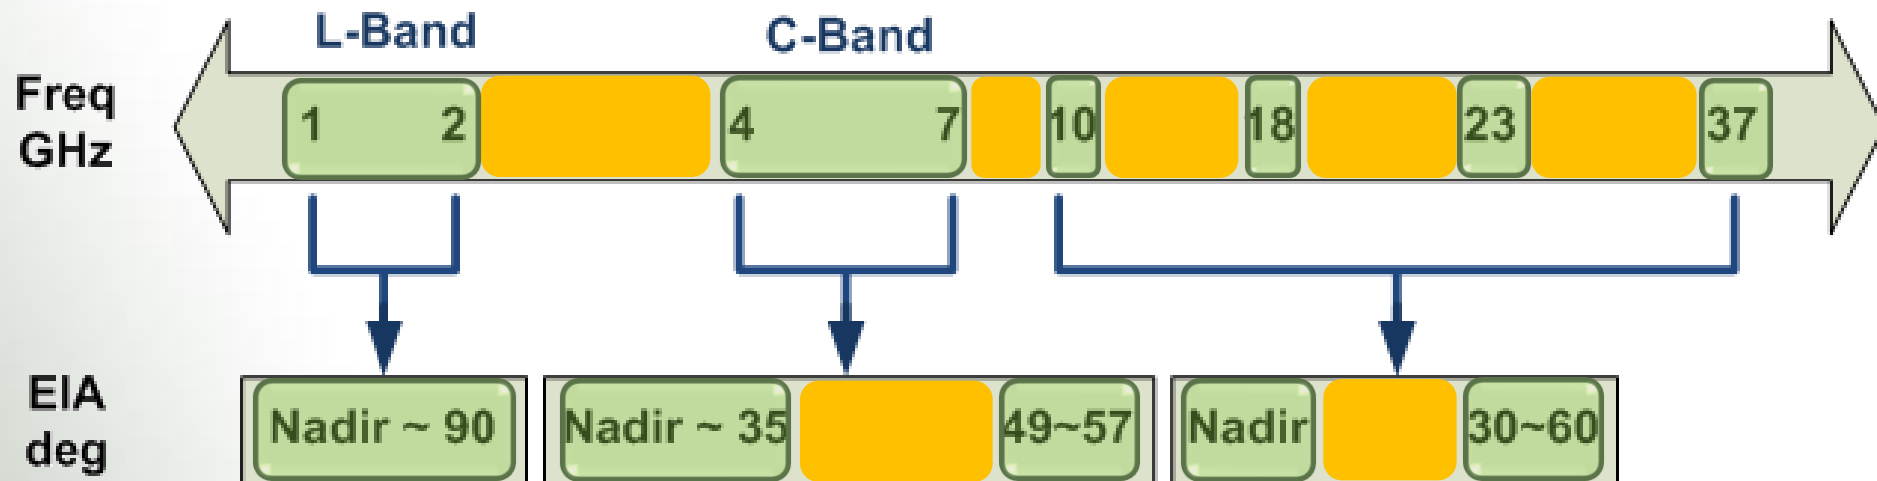 L-Band C-Band
Freq
GHz
1 2 4 7 10 18 23 37
EIA
deg
Nadir ~ 90 Nadir ~ 35 49~57 Nadir 30~60